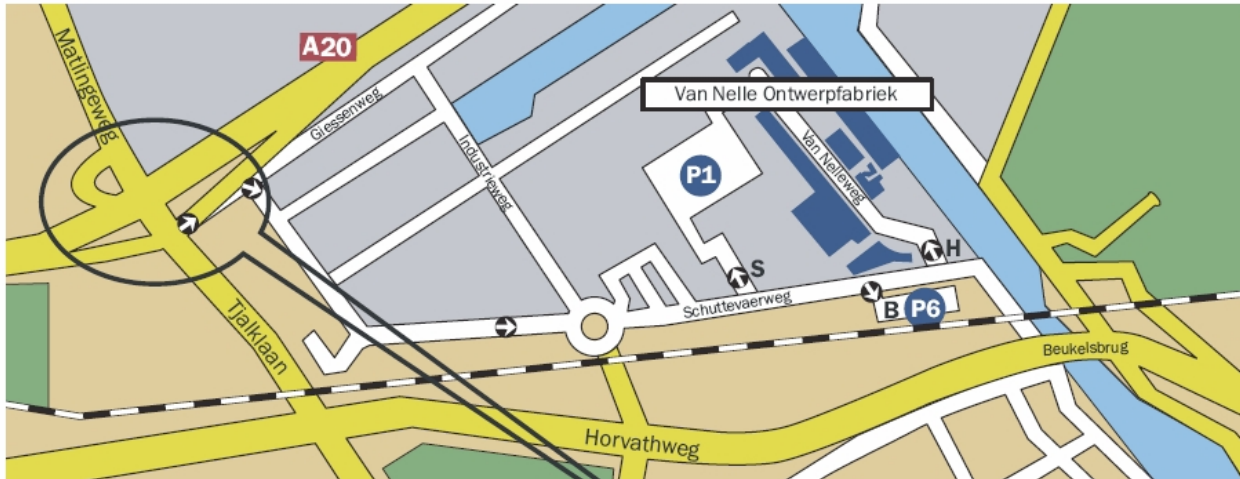 Matlingeweg
A20
Giessenweg
Industrieweg
Van Nelle Ontwerpfabriek
Van Nelleweg
P1
S
H
Schuttevaerweg
B
P6
Tjalklaan
Beukelsbrug
Horvathweg